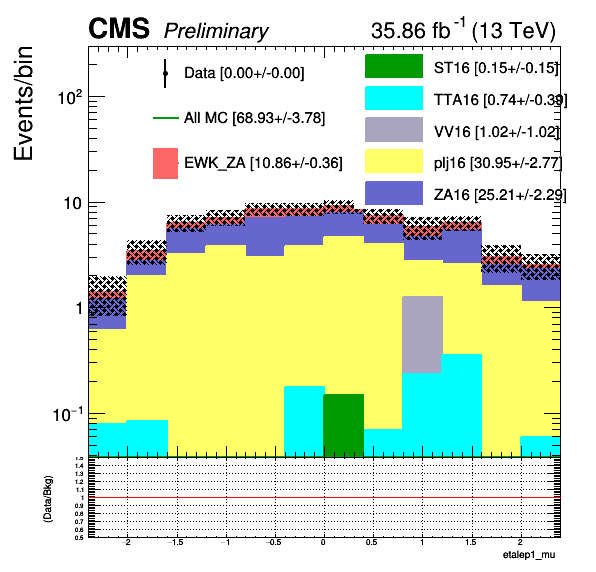 CMS Preliminary 35.86 fb⁻¹ (13 TeV)
Events/bin
Data [0.00+/-0.00]
All MC [68.93+/-3.78]
EWK_ZA [10.86+/-0.36]
ST16 [0.15+/-0.15]
TTA16 [0.74+/-0.39]
VV16 [1.02+/-1.02]
plj16 [30.95+/-2.77]
ZA16 [25.21+/-2.29]
10²
10
1
10⁻¹
(Data/Bkg)
1.5
1.4
1.3
1.2
1.1
1
0.9
0.8
0.7
0.6
0.5
−2 −1.5 −1 −0.5 0 0.5 1 1.5 2
etalep1_mu